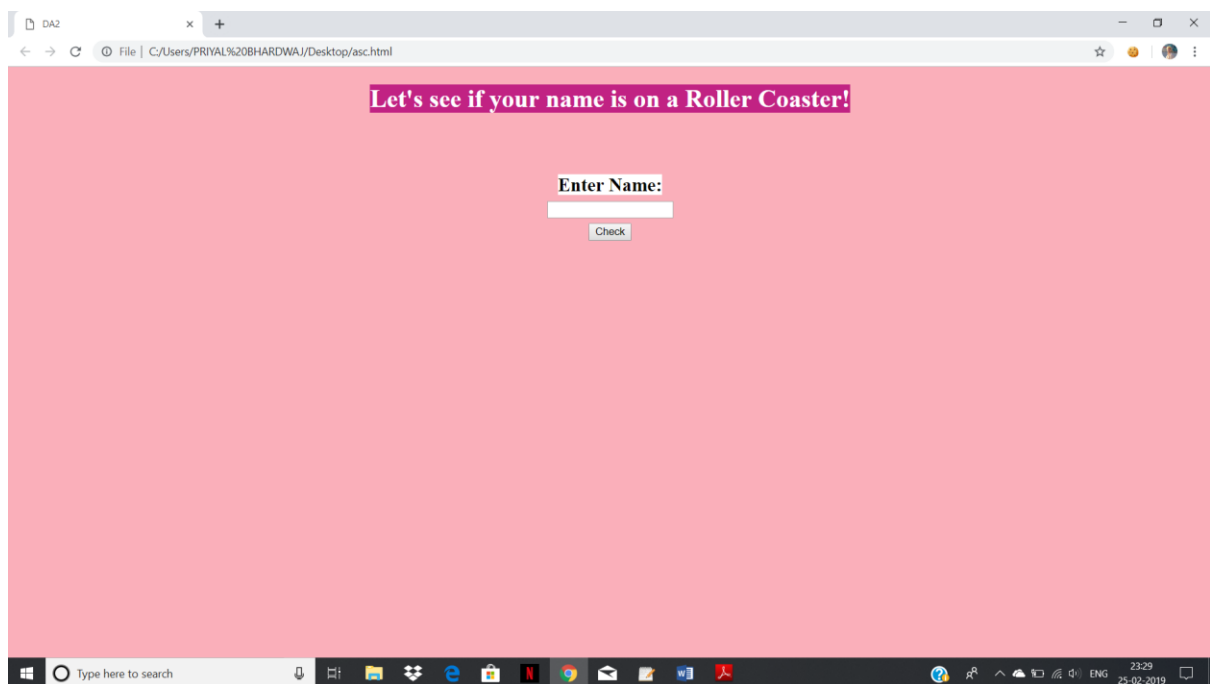 DA2
File | C:/Users/PRIYAL%20BHARDWAJ/Desktop/asc.html
Let's see if your name is on a Roller Coaster!
Enter Name:
Check
Type here to search
ENG
23:29
25-02-2019